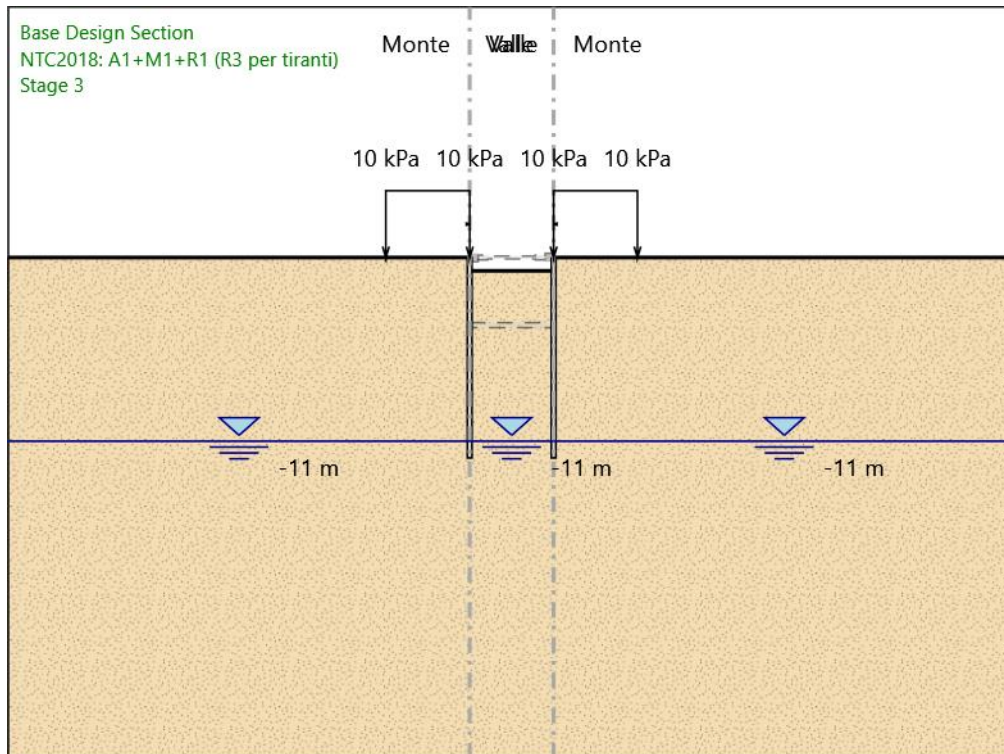 Base Design Section
NTC2018: A1+M1+R1 (R3 per tiranti)
Stage 3
Monte Valle Monte
10 kPa 10 kPa 10 kPa 10 kPa
-11 m -11 m -11 m